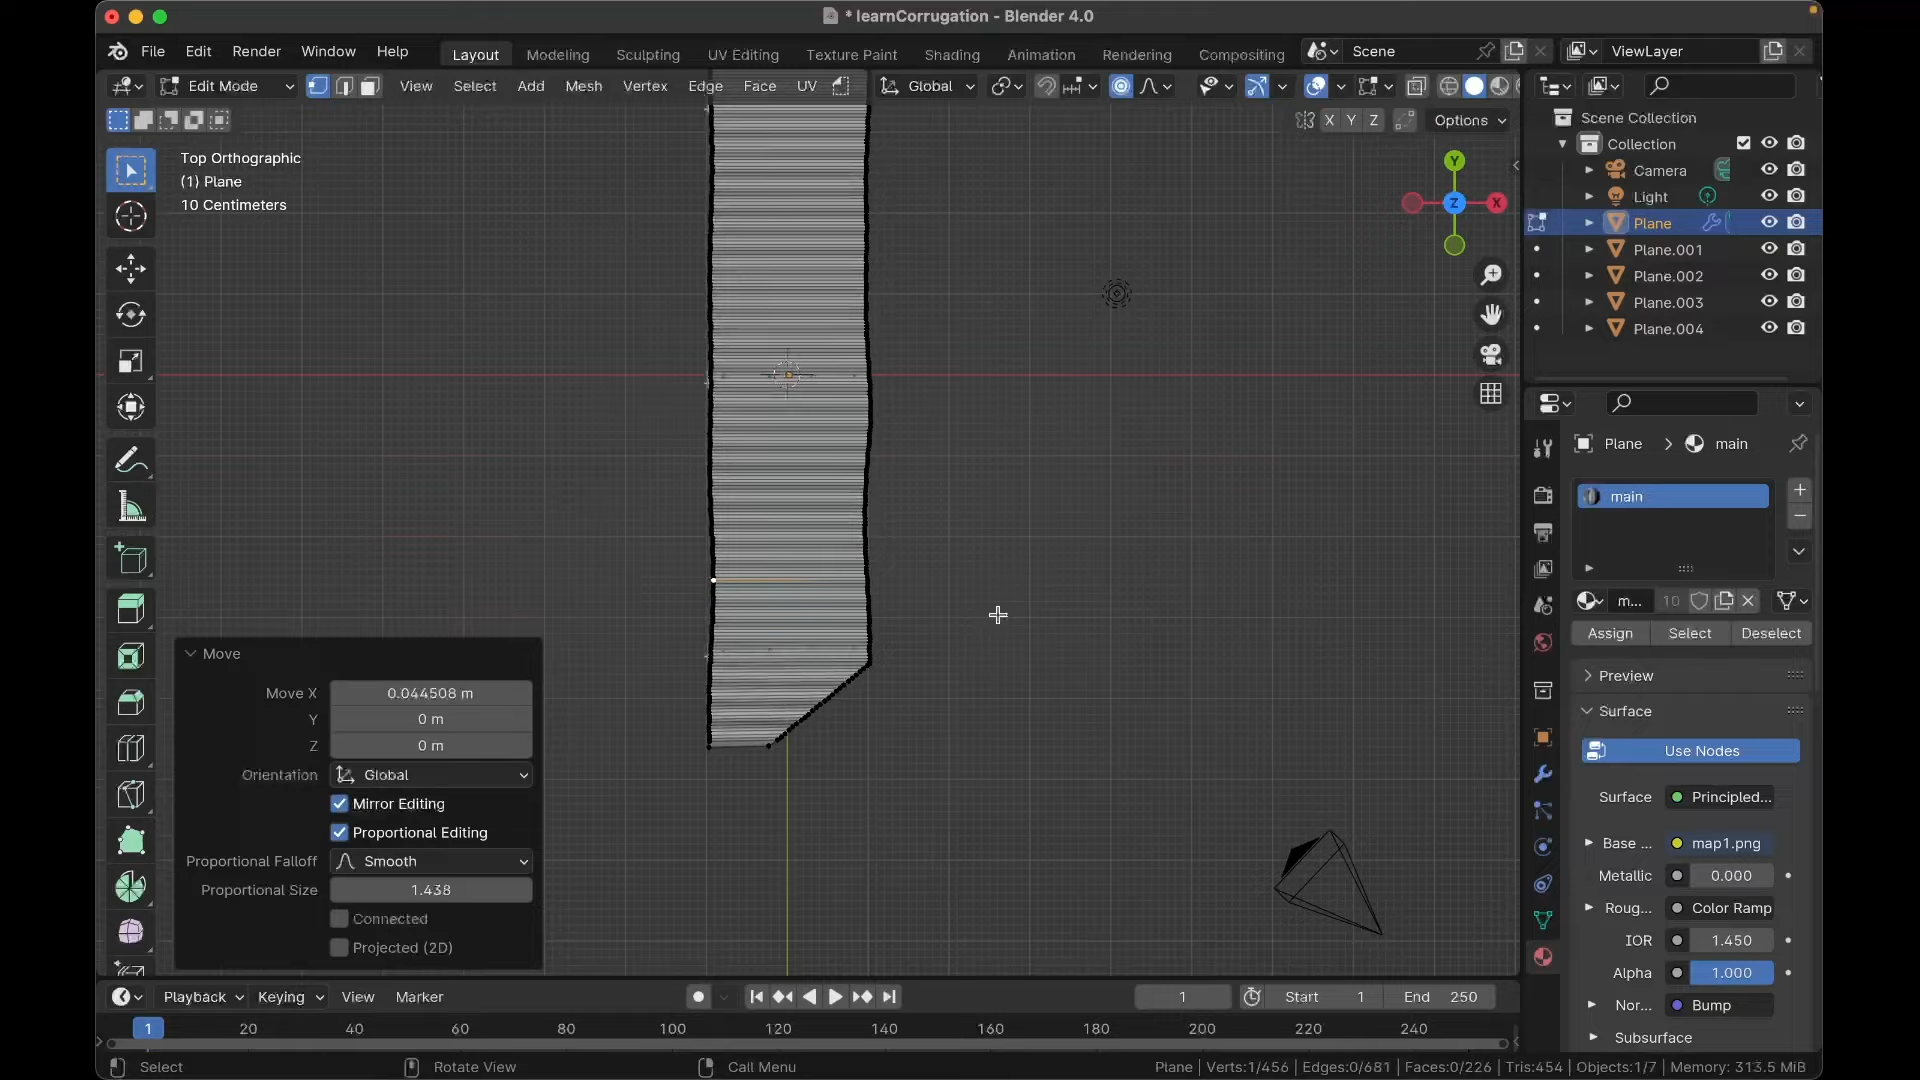 * learnCorrugation - Blender 4.0
File Edit Render Window Help Layout Modeling Sculpting UV Editing Texture Paint Shading Animation Rendering Compositing Scene ViewLayer
Edit Mode View Select Add Mesh Vertex Edge Face UV Global
X Y Z Options
Top Orthographic
(1) Plane
10 Centimeters
Y
Z X
Scene Collection
Collection
Camera
Light
Plane
Plane.001
Plane.002
Plane.003
Plane.004
Plane > main
main
m... 10
Assign Select Deselect
Preview
Surface
Use Nodes
Surface Principled...
Base ... map1.png
Metallic 0.000
Roug... Color Ramp
IOR 1.450
Alpha 1.000
Nor... Bump
Subsurface
Move
Move X 0.044508 m
Y 0 m
Z 0 m
Orientation Global
Mirror Editing
Proportional Editing
Proportional Falloff Smooth
Proportional Size 1.438
Connected
Projected (2D)
Playback Keying View Marker 1 Start 1 End 250
1 20 40 60 80 100 120 140 160 180 200 220 240
Select Rotate View Call Menu Plane | Verts:1/456 | Edges:0/681 | Faces:0/226 | Tris:454 | Objects:1/7 | Memory: 313.5 MiB